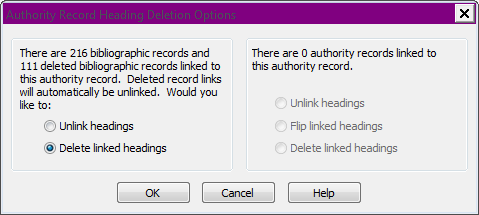 Authority Record Heading Deletion Options
There are 216 bibliographic records and
111 deleted bibliographic records linked to
this authority record.  Deleted record links
will automatically be unlinked.  Would you
like to:
Unlink headings
Delete linked headings
There are 0 authority records linked to
this authority record.
Unlink headings
Flip linked headings
Delete linked headings
OK
Cancel
Help